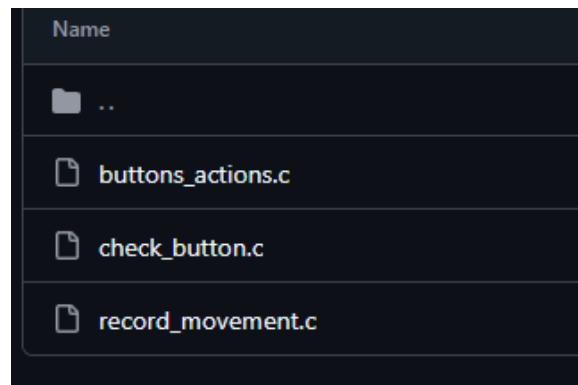 Name
..
buttons_actions.c
check_button.c
record_movement.c